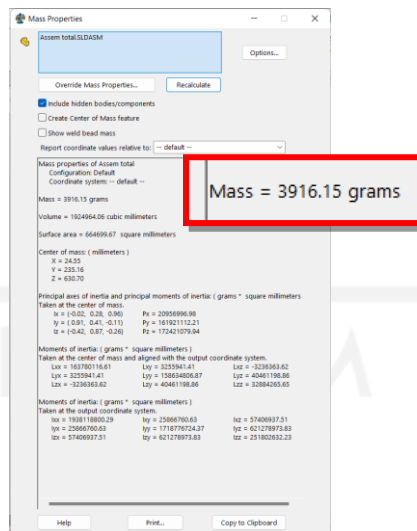 Mass Properties
Assem total.SLDASM
Options...
Override Mass Properties...
Recalculate
Include hidden bodies/components
Create Center of Mass feature
Show weld bead mass
Report coordinate values relative to: -- default --
Mass properties of Assem total
Configuration: Default
Coordinate system: -- default --
Mass = 3916.15 grams
Mass = 3916.15 grams
Volume = 1924964.06 cubic millimeters
Surface area = 664699.67 square millimeters
Center of mass: ( millimeters )
X = 24.55
Y = 235.16
Z = 630.70
Principal axes of inertia and principal moments of inertia: ( grams * square millimeters
Taken at the center of mass.
Ix = (-0.02, 0.28, 0.96) Px = 20956996.98
Iy = ( 0.91, 0.41, -0.11) Py = 161921112.21
Iz = (-0.42, 0.87, -0.26) Pz = 172421079.94
Moments of inertia: ( grams * square millimeters )
Taken at the center of mass and aligned with the output coordinate system.
Lxx = 163780116.61 Lxy = 3255941.41 Lxz = -3236363.62
Lyx = 3255941.41 Lyy = 158634806.87 Lyz = 40461198.86
Lzx = -3236363.62 Lzy = 40461198.86 Lzz = 32884265.65
Moments of inertia: ( grams * square millimeters )
Taken at the output coordinate system.
Ixx = 1938118800.29 Ixy = 25866760.63 Ixz = 57406937.51
Iyx = 25866760.63 Iyy = 1718776724.37 Iyz = 621278973.83
Izx = 57406937.51 Izy = 621278973.83 Izz = 251802632.23
Help
Print...
Copy to Clipboard